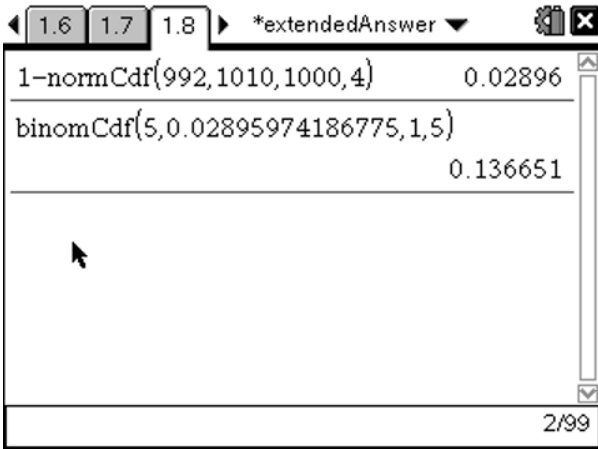 1.6 1.7 1.8 *extendedAnswer
1−normCdf(992,1010,1000,4) 0.02896
binomCdf(5,0.02895974186775,1,5)
0.136651
2/99